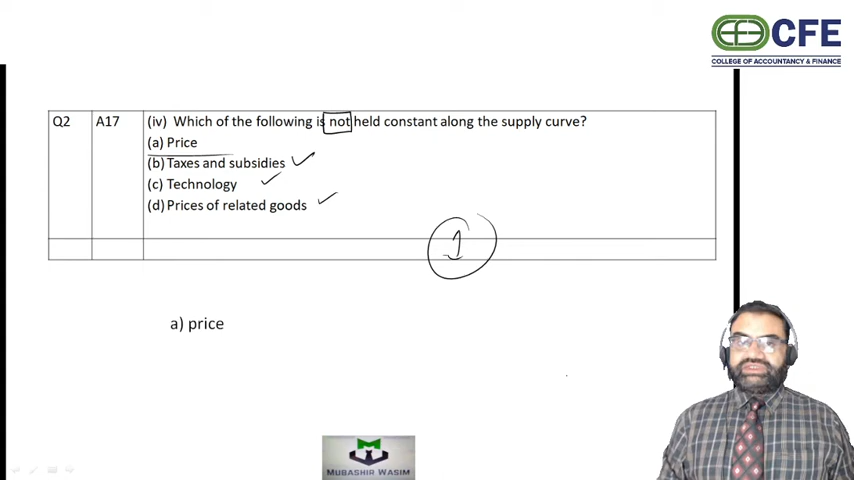 CFE
COLLEGE OF ACCOUNTANCY & FINANCE
Q2 A17 (iv) Which of the following is not held constant along the supply curve?
(a) Price
(b) Taxes and subsidies
(c) Technology
(d) Prices of related goods
1
a) price
MUBASHIR WASIM